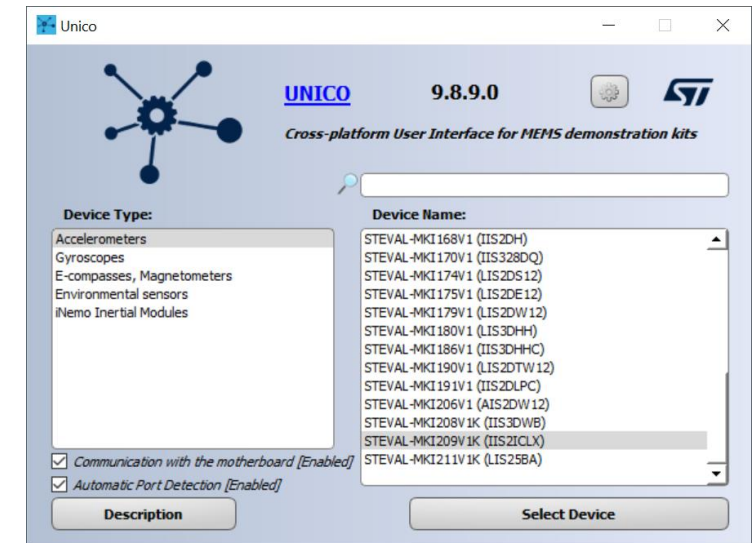 Unico
UNICO 9.8.9.0
ST
Cross-platform User Interface for MEMS demonstration kits
Device Type:
Accelerometers
Gyroscopes
E-compasses, Magnetometers
Environmental sensors
iNemo Inertial Modules
Device Name:
STEVAL-MKI168V1 (IIS2DH)
STEVAL-MKI170V1 (IIS328DQ)
STEVAL-MKI174V1 (LIS2DS12)
STEVAL-MKI175V1 (LIS2DE12)
STEVAL-MKI179V1 (LIS2DW12)
STEVAL-MKI180V1 (LIS3DHH)
STEVAL-MKI186V1 (IIS3DHHC)
STEVAL-MKI190V1 (LIS2DTW12)
STEVAL-MKI191V1 (IIS2DLPC)
STEVAL-MKI206V1 (AIS2DW12)
STEVAL-MKI208V1K (IIS3DWB)
STEVAL-MKI209V1K (IIS2ICLX)
STEVAL-MKI211V1K (LIS25BA)
Communication with the motherboard [Enabled]
Automatic Port Detection [Enabled]
Description
Select Device